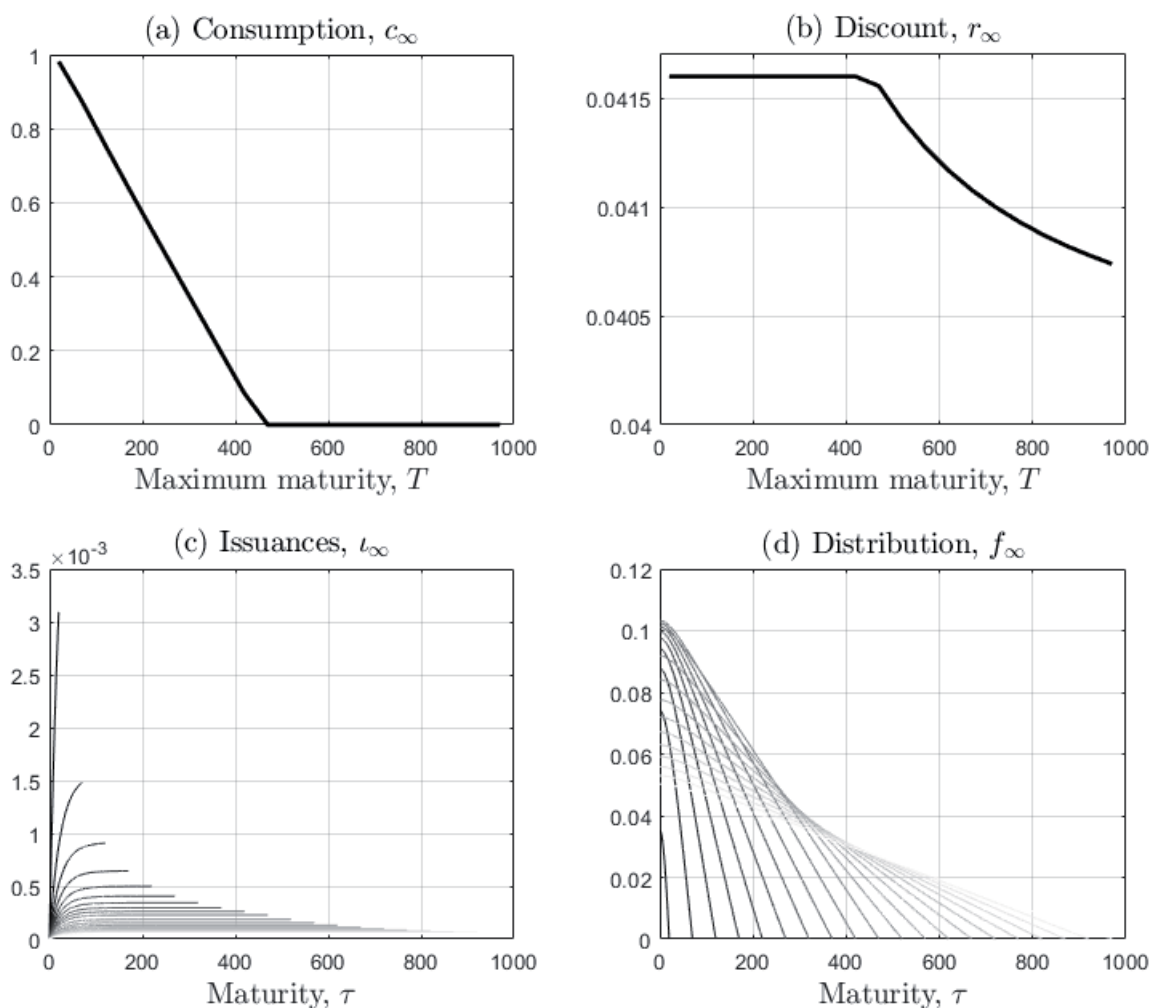 (a) Consumption, c∞
1
0.8
0.6
0.4
0.2
0
0 200 400 600 800 1000
Maximum maturity, T
(b) Discount, r∞
0.0415
0.041
0.0405
0.04
0 200 400 600 800 1000
Maximum maturity, T
(c) Issuances, ι∞
×10-3
3.5
3
2.5
2
1.5
1
0.5
0
0 200 400 600 800 1000
Maturity, τ
(d) Distribution, f∞
0.12
0.1
0.08
0.06
0.04
0.02
0
0 200 400 600 800 1000
Maturity, τ